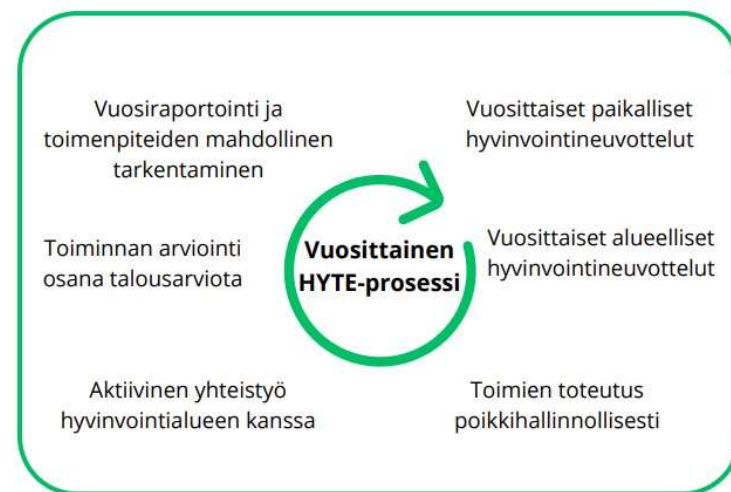 Vuosiraportointi ja
toimenpiteiden mahdollinen
tarkentaminen
Vuosittaiset paikalliset
hyvinvointineuvottelut
Toiminnan arviointi
osana talousarviota
Vuosittainen
HYTE-prosessi
Vuosittaiset alueelliset
hyvinvointineuvottelut
Aktiivinen yhteistyö
hyvinvointialueen kanssa
Toimien toteutus
poikkihallinnollisesti